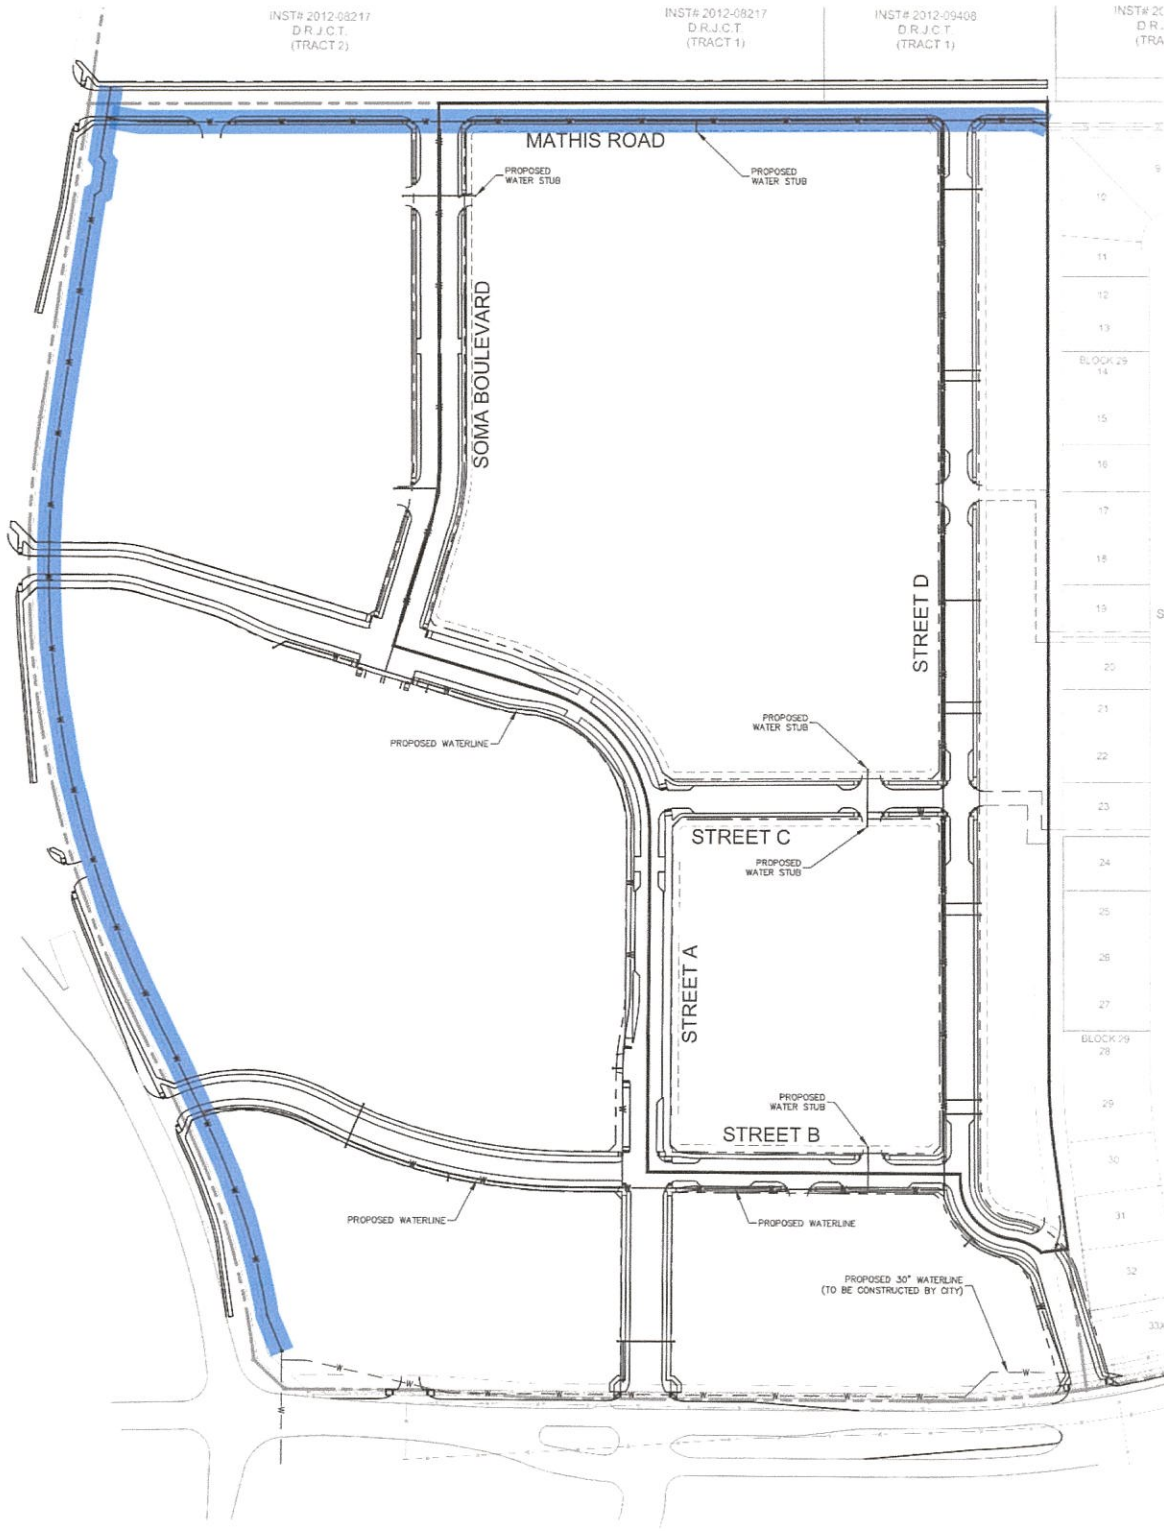 INST# 2012-08217
D.R.J.C.T.
(TRACT 2)
INST# 2012-08217
D.R.J.C.T.
(TRACT 1)
INST# 2012-09408
D.R.J.C.T.
(TRACT 1)
INST# 20
D.R.
(TRA
MATHIS ROAD
PROPOSED
WATER STUB
PROPOSED
WATER STUB
9
10
11
12
13
BLOCK 29
14
15
16
17
18
19
20
21
22
23
24
25
26
27
BLOCK 29
28
29
30
31
32
SOMA BOULEVARD
STREET D
S
PROPOSED WATERLINE
PROPOSED
WATER STUB
STREET C
PROPOSED
WATER STUB
STREET A
PROPOSED
WATER STUB
STREET B
PROPOSED WATERLINE
PROPOSED WATERLINE
PROPOSED 30" WATERLINE
(TO BE CONSTRUCTED BY CITY)
W
W
W
W
W
W
W
W
W
W